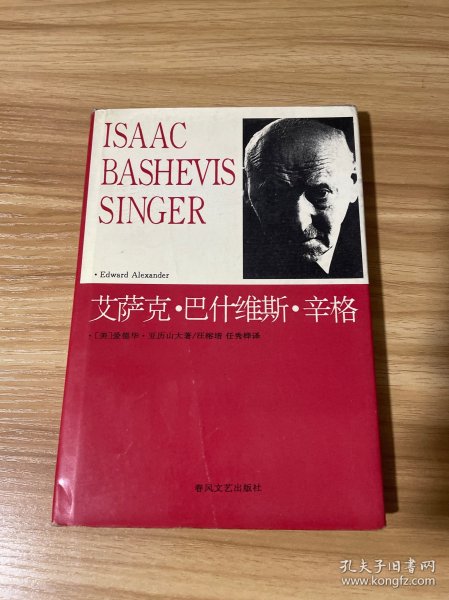 ISAAC
BASHEVIS
SINGER
· Edward Alexander
艾萨克·巴什维斯·辛格
·[美]爱德华·亚历山大著/汪榕培 任秀桦译
春风文艺出版社
孔夫子旧书网
www.kongfz.com